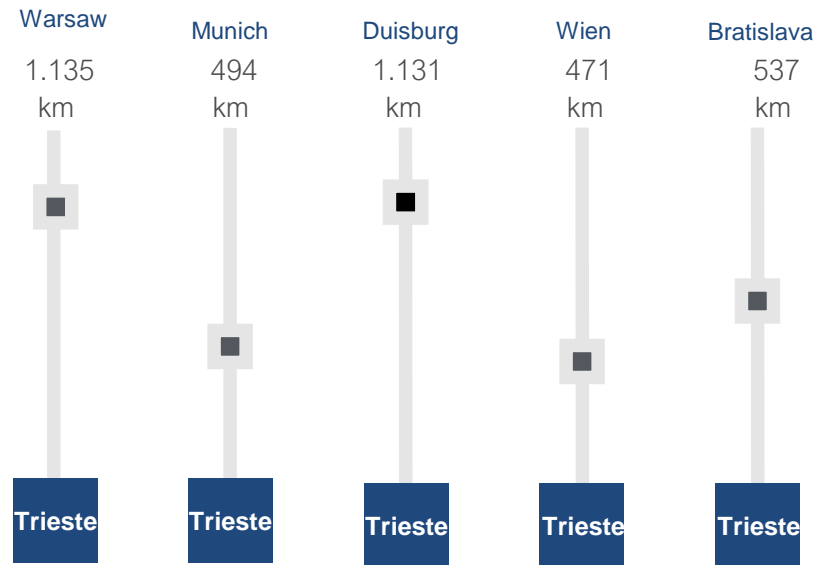 Warsaw
1.135
km
Trieste
Munich
494
km
Trieste
Duisburg
1.131
km
Trieste
Wien
471
km
Trieste
Bratislava
537
km
Trieste